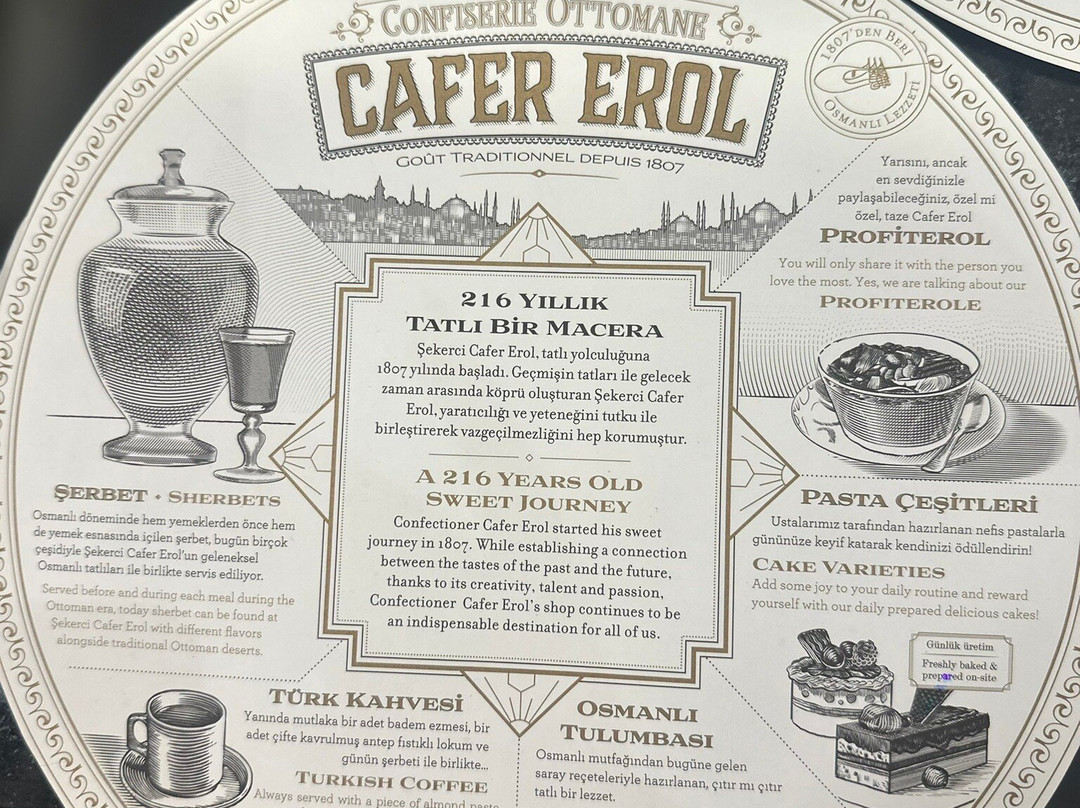 CONFISERIE OTTOMANE
CAFER EROL
GOÛT TRADITIONNEL DEPUIS 1807
1807'DEN BERİ
OSMANLI LEZZETİ
Yarısını, ancak
en sevdiğinizle
paylaşabileceğiniz, özel mi
özel, taze Cafer Erol
PROFİTEROL
You will only share it with the person you
love the most. Yes, we are talking about our
PROFITEROLE
216 YILLIK
TATLI BİR MACERA
Şekerci Cafer Erol, tatlı yolculuğuna
1807 yılında başladı. Geçmişin tatları ile gelecek
zaman arasında köprü oluşturan Şekerci Cafer
Erol, yaratıcılığı ve yeteneğini tutku ile
birleştirerek vazgeçilmezliğini hep korumuştur.
A 216 YEARS OLD
SWEET JOURNEY
Confectioner Cafer Erol started his sweet
journey in 1807. While establishing a connection
between the tastes of the past and the future,
thanks to its creativity, talent and passion,
Confectioner Cafer Erol's shop continues to be
an indispensable destination for all of us.
ŞERBET • SHERBETS
Osmanlı döneminde hem yemeklerden önce hem
de yemek esnasında içilen şerbet, bugün birçok
çeşidiyle Şekerci Cafer Erol'un geleneksel
Osmanlı tatlıları ile birlikte servis ediliyor.
Served before and during each meal during the
Ottoman era, today sherbet can be found at
Şekerci Cafer Erol with different flavors
alongside traditional Ottoman deserts.
PASTA ÇEŞİTLERİ
Ustalarımız tarafından hazırlanan nefis pastalarla
gününüze keyif katarak kendinizi ödüllendirin!
CAKE VARIETIES
Add some joy to your daily routine and reward
yourself with our daily prepared delicious cakes!
Günlük üretim
Freshly baked &
prepared on-site
TÜRK KAHVESİ
Yanında mutlaka bir adet badem ezmesi, bir
adet çifte kavrulmuş antep fıstıklı lokum ve
günün şerbeti ile birlikte...
TURKISH COFFEE
Always served with a piece of almond paste
OSMANLI
TULUMBASI
Osmanlı mutfağından bugüne gelen
saray reçeteleriyle hazırlanan, çıtır mı çıtır
tatlı bir lezzet.